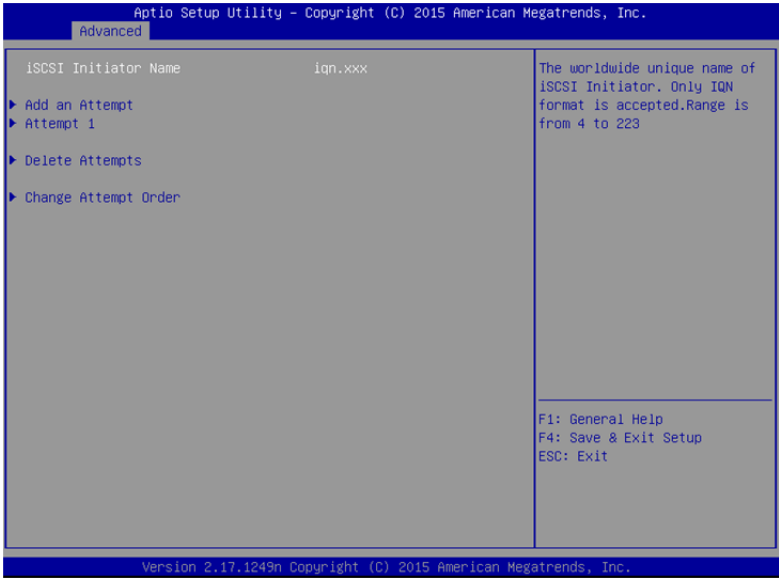 Aptio Setup Utility – Copyright (C) 2015 American Megatrends, Inc.
Advanced
iSCSI Initiator Name iqn.xxx
Add an Attempt
Attempt 1
Delete Attempts
Change Attempt Order
The worldwide unique name of
iSCSI Initiator. Only IQN
format is accepted.Range is
from 4 to 223
F1: General Help
F4: Save & Exit Setup
ESC: Exit
Version 2.17.1249n Copyright (C) 2015 American Megatrends, Inc.